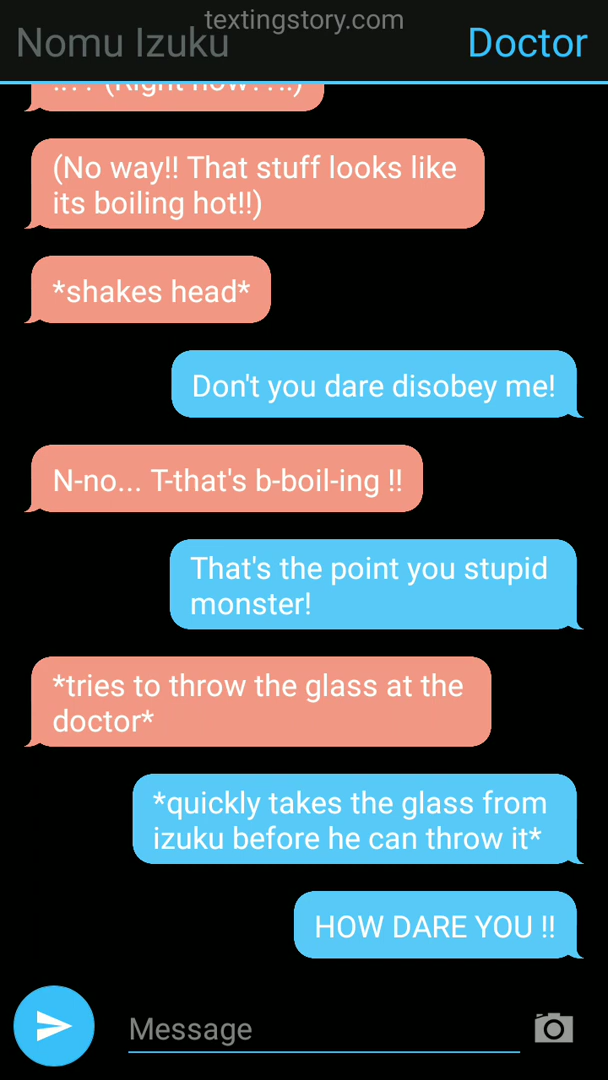 textingstory.com
Nomu Izuku
Doctor
(No way!! That stuff looks like
its boiling hot!!)
*shakes head*
Don't you dare disobey me!
N-no... T-that's b-boil-ing !!
That's the point you stupid
monster!
*tries to throw the glass at the
doctor*
*quickly takes the glass from
izuku before he can throw it*
HOW DARE YOU !!
Message